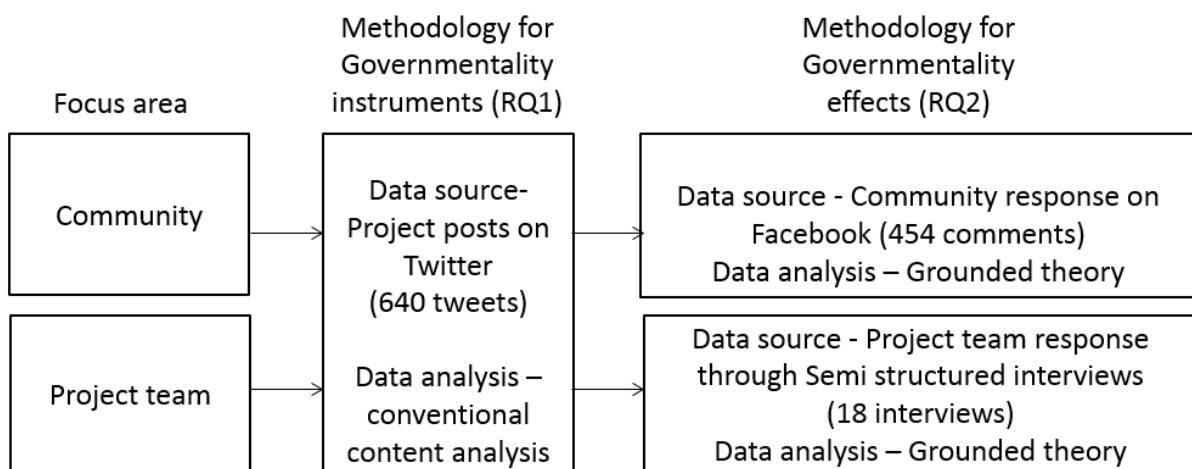 Focus area
Methodology for
Governmentality
instruments (RQ1)
Methodology for
Governmentality
effects (RQ2)
Community
Data source-
Project posts on
Twitter
(640 tweets)
Data analysis –
conventional
content analysis
Data source - Community response on
Facebook (454 comments)
Data analysis – Grounded theory
Project team
Data source - Project team response
through Semi structured interviews
(18 interviews)
Data analysis – Grounded theory